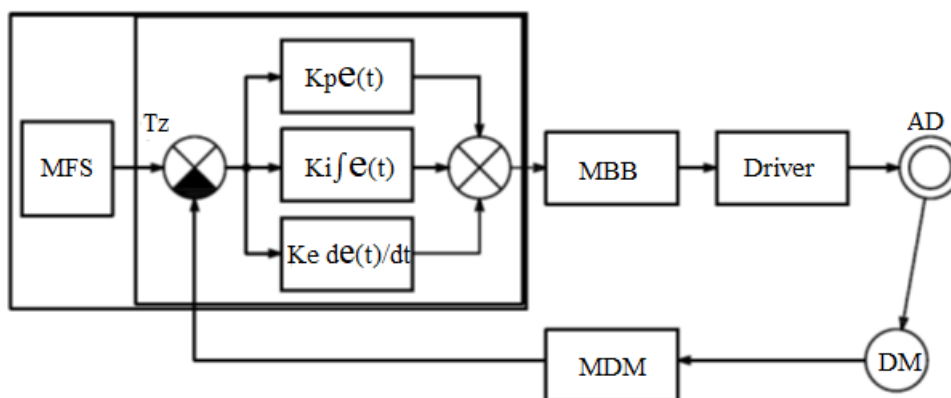 Kpe(t)
Tz
AD
MFS
Ki∫e(t)
MBB
Driver
Ke de(t)/dt
MDM
DM